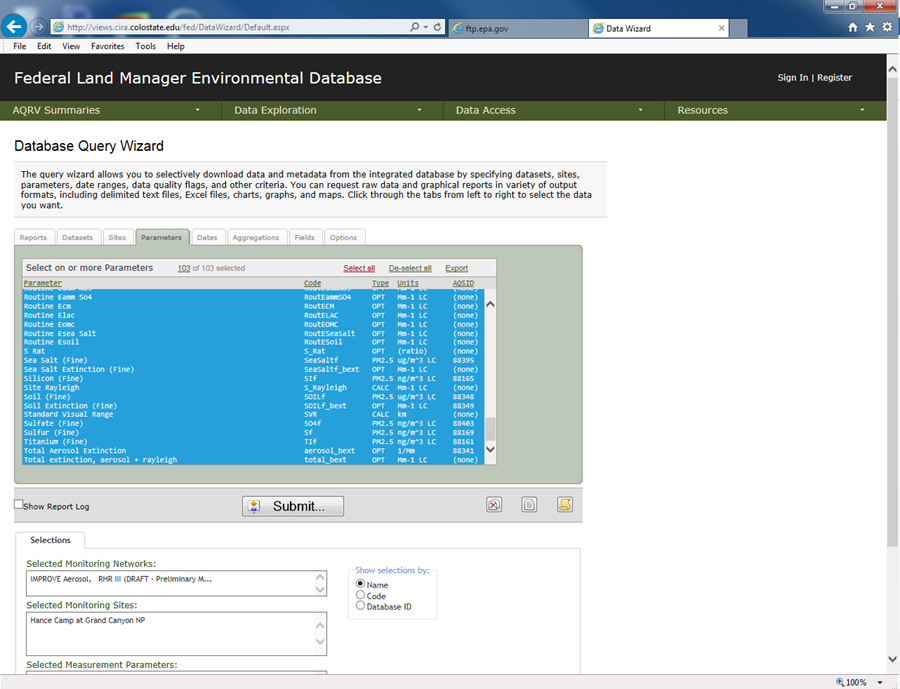 http://views.cira.colostate.edu/fed/DataWizard/Default.aspx
ftp.epa.gov
Data Wizard
File Edit View Favorites Tools Help
Federal Land Manager Environmental Database
Sign In | Register
AQRV Summaries Data Exploration Data Access Resources
Database Query Wizard
The query wizard allows you to selectively download data and metadata from the integrated database by specifying datasets, sites,
parameters, date ranges, data quality flags, and other criteria. You can request raw data and graphical reports in variety of output
formats, including delimited text files, Excel files, charts, graphs, and maps. Click through the tabs from left to right to select the data
you want.
Reports Datasets Sites Parameters Dates Aggregations Fields Options
Select on or more Parameters 103 of 103 selected Select all De-select all Export
Parameter Code Type Units AQSID
Routine Eamm So4 RoutEammSO4 OPT Mm-1 LC (none)
Routine Ecm RoutECM OPT Mm-1 LC (none)
Routine Elac RoutELAC OPT Mm-1 LC (none)
Routine Eomc RoutEOMC OPT Mm-1 LC (none)
Routine Esea Salt RoutESeaSalt OPT Mm-1 LC (none)
Routine Esoil RoutESoil OPT Mm-1 LC (none)
S Rat S_Rat OPT (ratio) (none)
Sea Salt (Fine) SeaSaltf PM2.5 ug/m^3 LC 88395
Sea Salt Extinction (Fine) SeaSaltf_bext OPT Mm-1 LC (none)
Silicon (Fine) SIf PM2.5 ng/m^3 LC 88165
Site Rayleigh S_Rayleigh CALC Mm-1 LC (none)
Soil (Fine) SOILf PM2.5 ug/m^3 LC 88348
Soil Extinction (Fine) SOILf_bext OPT Mm-1 LC 88349
Standard Visual Range SVR CALC km (none)
Sulfate (Fine) SO4f PM2.5 ng/m^3 LC 88403
Sulfur (Fine) Sf PM2.5 ng/m^3 LC 88169
Titanium (Fine) TIf PM2.5 ng/m^3 LC 88161
Total Aerosol Extinction aerosol_bext OPT 1/Mm 88341
Total extinction, aerosol + rayleigh total_bext OPT Mm-1 LC (none)
Show Report Log
Submit...
Selections
Selected Monitoring Networks:
IMPROVE Aerosol, RHR III (DRAFT - Preliminary M...
Show selections by:
Name
Code
Database ID
Selected Monitoring Sites:
Hance Camp at Grand Canyon NP
Selected Measurement Parameters:
100%